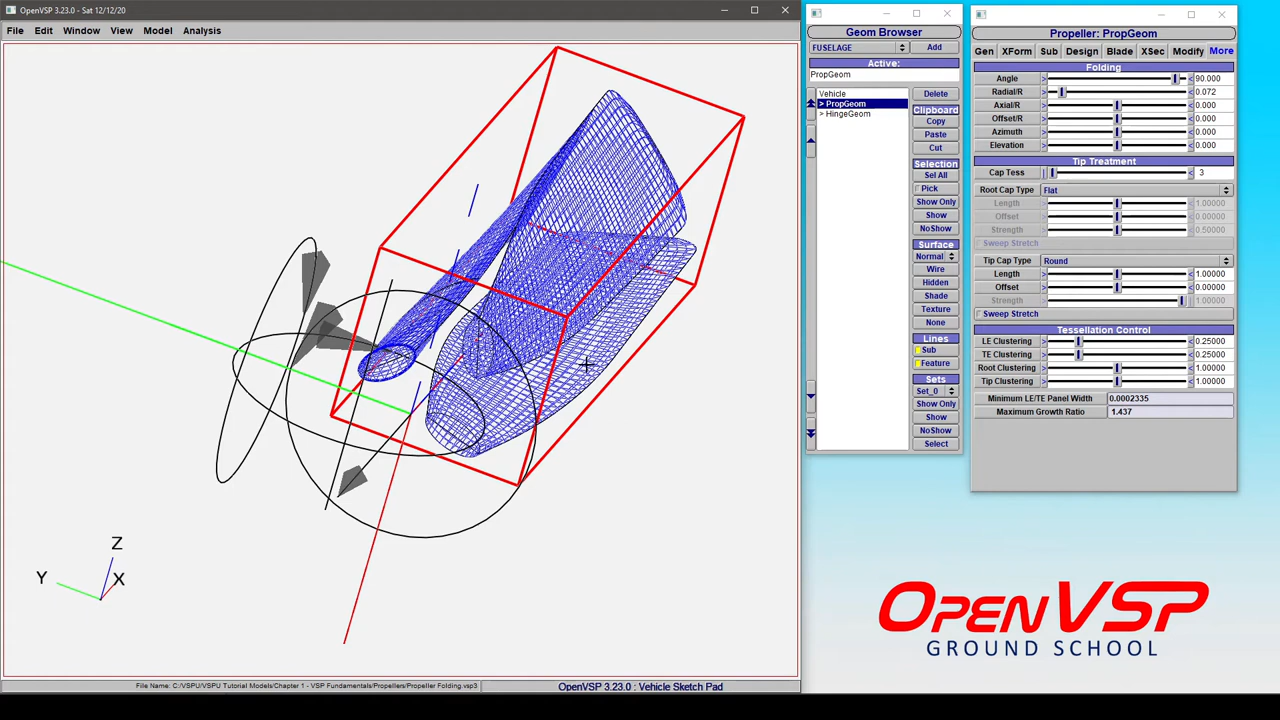 OpenVSP 3.23.0 - Sat 12/12/20
File Edit Window View Model Analysis
Z
Y
X
File Name: C:/VSPU/VSPU Tutorial Models/Chapter 1 - VSP Fundamentals/Propellers/Propeller Folding.vsp3
OpenVSP 3.23.0 : Vehicle Sketch Pad
Geom Browser
FUSELAGE
Add
Active:
PropGeom
Vehicle
> PropGeom
> HingeGeom
Delete
Clipboard
Copy
Paste
Cut
Selection
Sel All
Pick
Show Only
Show
NoShow
Surface
Normal
Wire
Hidden
Shade
Texture
None
Lines
Sub
Feature
Sets
Set_0
Show Only
Show
NoShow
Select
Propeller: PropGeom
Gen XForm Sub Design Blade XSec Modify More
Folding
Angle > < 90.000
Radial/R > < 0.072
Axial/R > < 0.000
Offset/R > < 0.000
Azimuth > < 0.000
Elevation > < 0.000
Tip Treatment
Cap Tess 3
Root Cap Type Flat
Length > < 1.00000
Offset > < 0.00000
Strength > < 0.50000
Sweep Stretch
Tip Cap Type Round
Length > < 1.00000
Offset > < 0.00000
Strength > 1.00000
Sweep Stretch
Tessellation Control
LE Clustering > < 0.25000
TE Clustering > < 0.25000
Root Clustering > < 1.00000
Tip Clustering > < 1.00000
Minimum LE/TE Panel Width 0.0002335
Maximum Growth Ratio 1.437
OPENVSP
GROUND SCHOOL